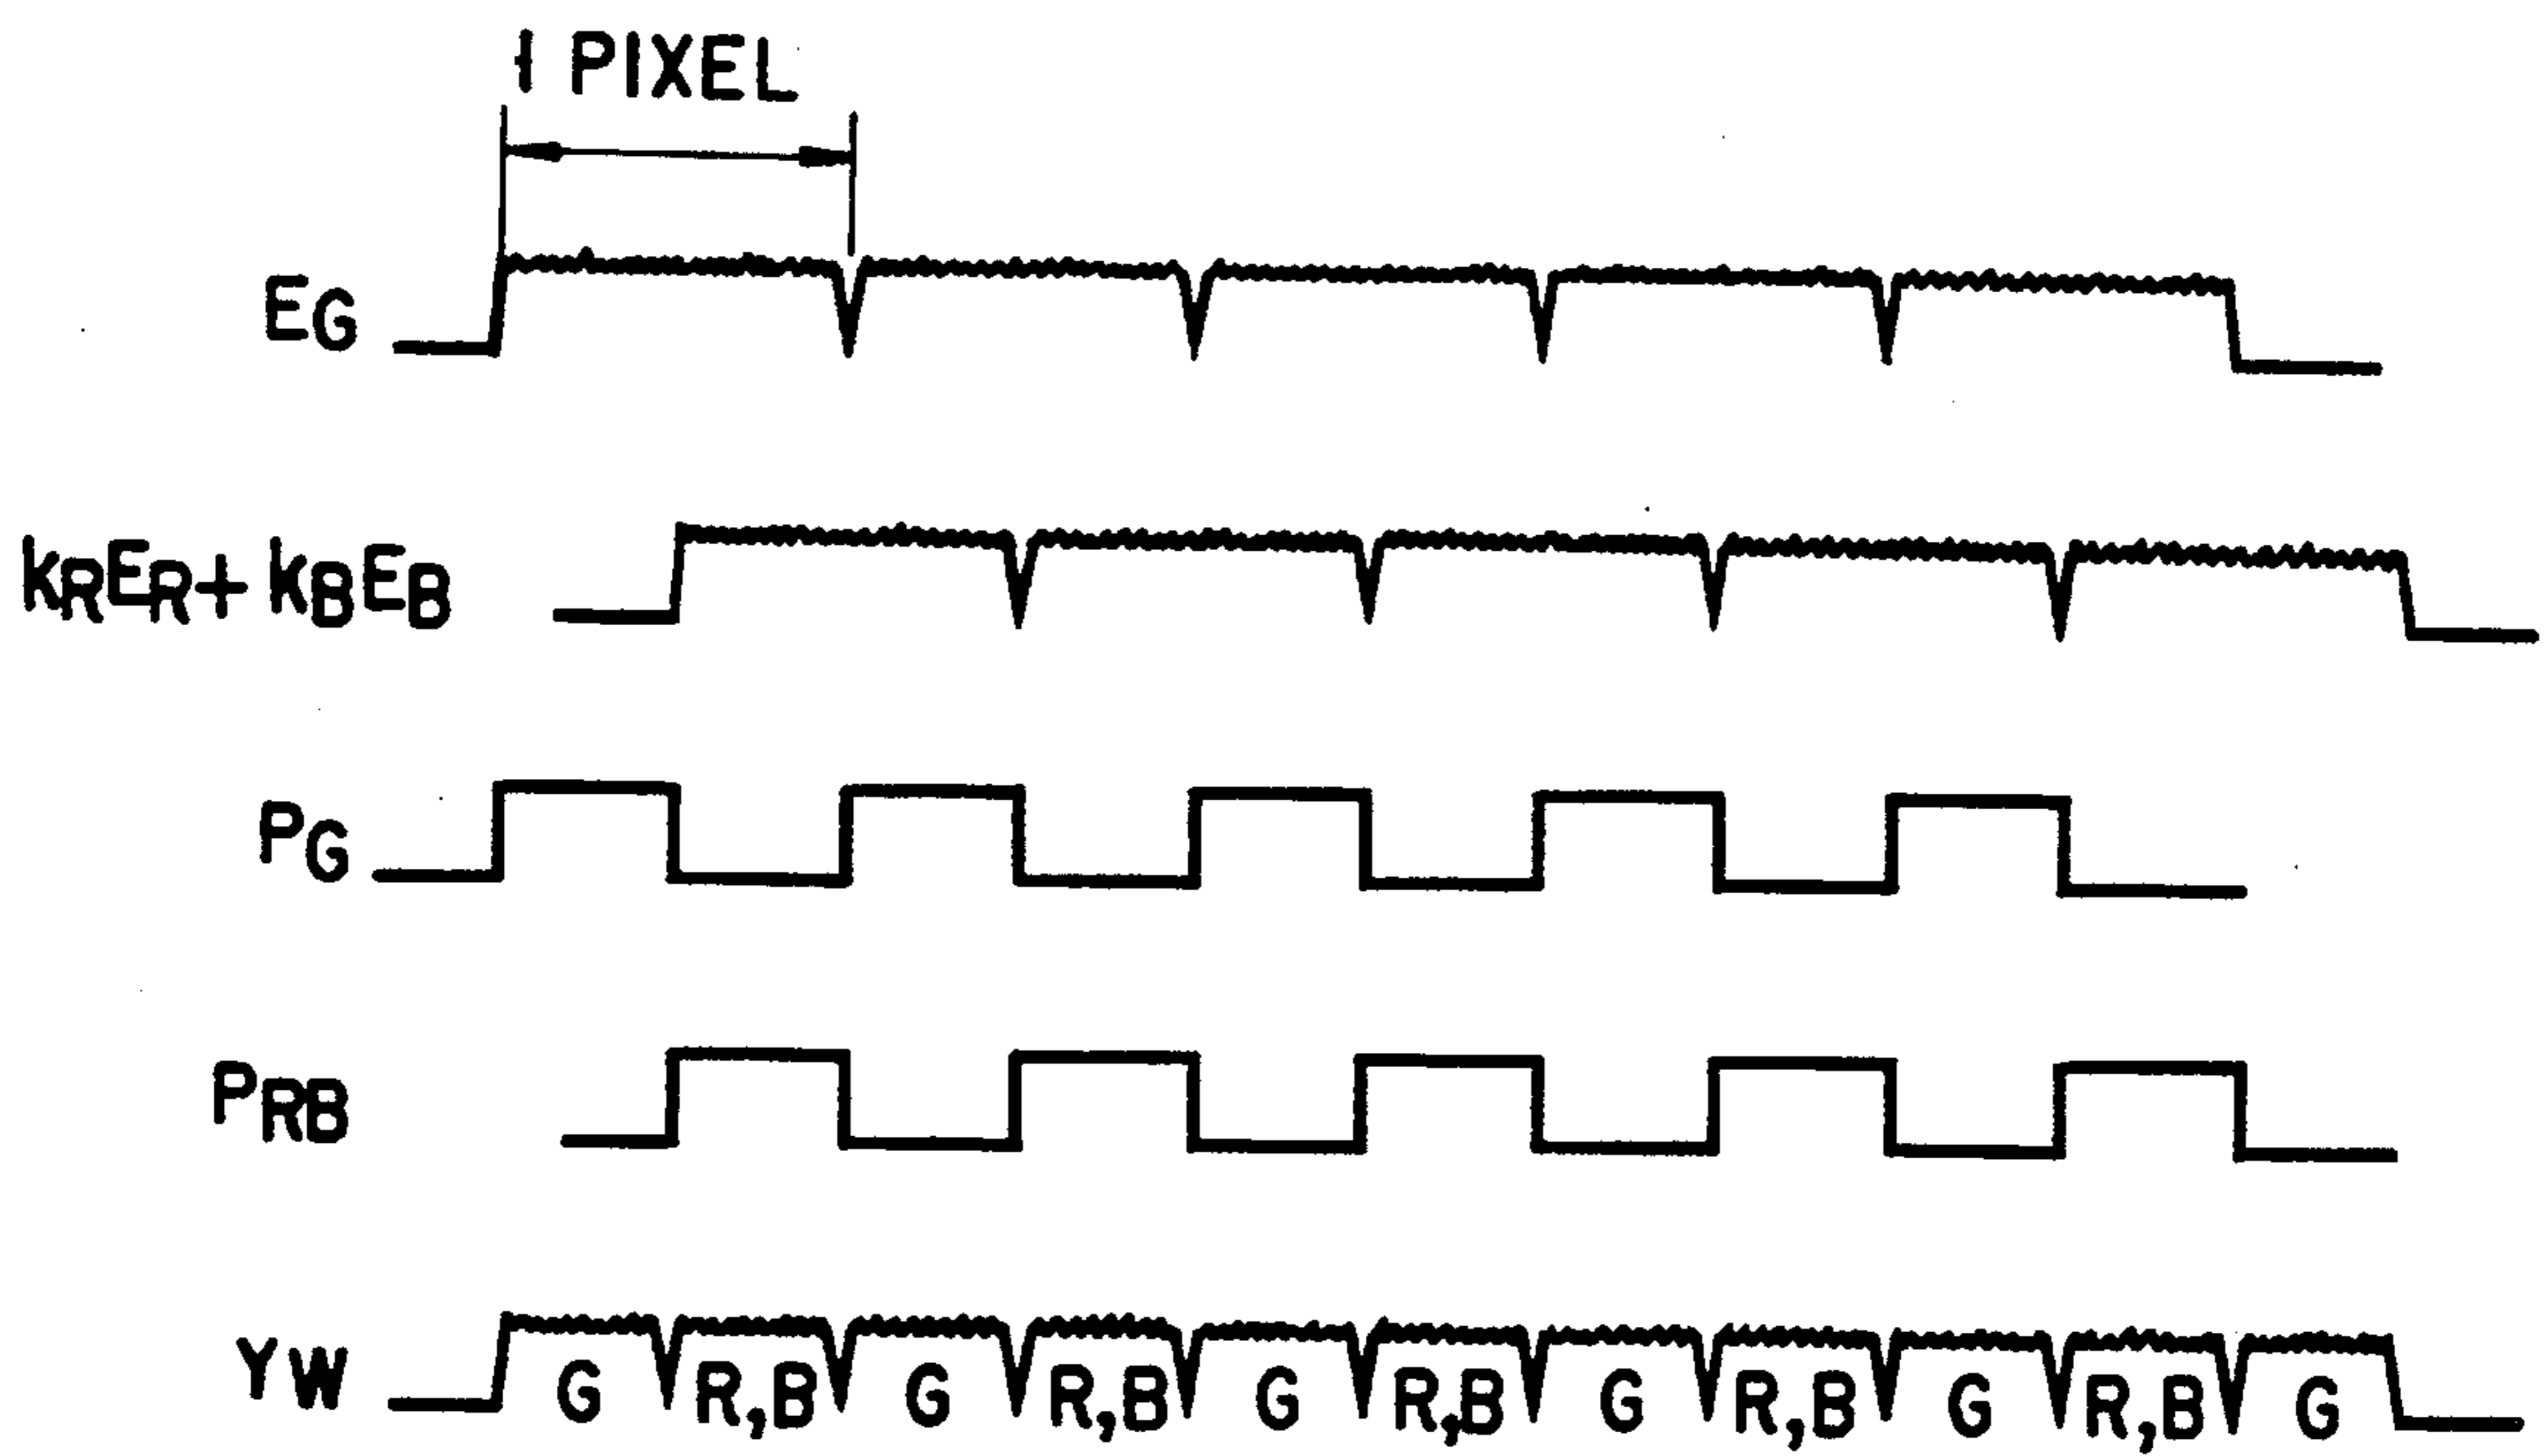 1 PIXEL
EG
kRER + kBEB
PG
PRB
YW
G R,B G R,B G R,B G R,B G R,B G